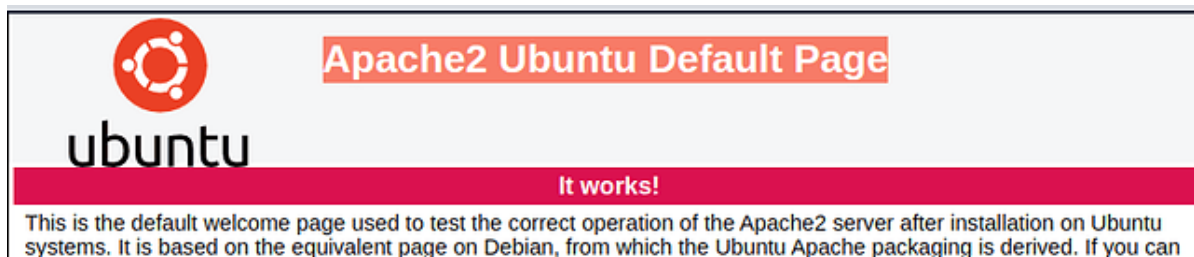 Apache2 Ubuntu Default Page
ubuntu
It works!
This is the default welcome page used to test the correct operation of the Apache2 server after installation on Ubuntu
systems. It is based on the equivalent page on Debian, from which the Ubuntu Apache packaging is derived. If you can